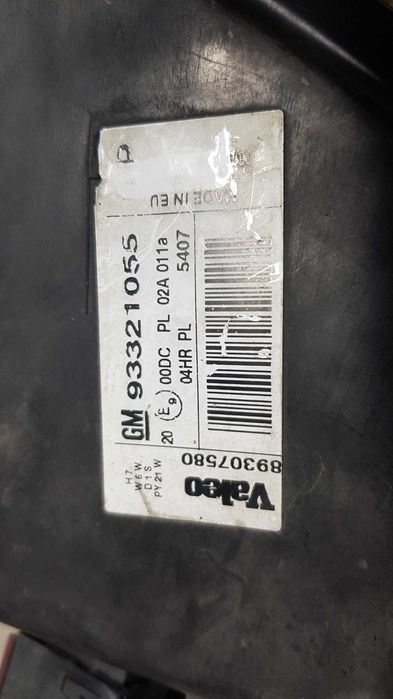 GM 93321055
20 E9 00DC PL 02A 011a
04HR PL 5407
MADE IN EU
Valeo
89307580
H7
W5W
D1S
PY21W